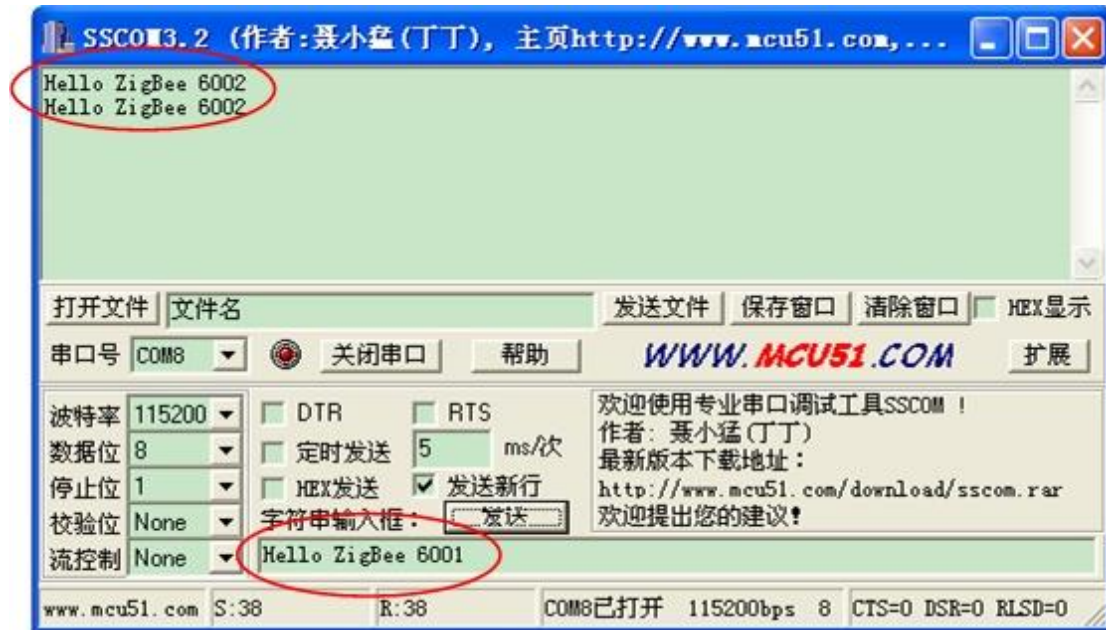 SSCOM3.2 (作者:聂小猛(丁丁), 主页http://www.mcu51.com,...
Hello ZigBee 6002
Hello ZigBee 6002
打开文件 文件名 发送文件 保存窗口 清除窗口 HEX显示
串口号 COM8 关闭串口 帮助 WWW.MCU51.COM 扩展
波特率 115200 DTR RTS
数据位 8 定时发送 5 ms/次
停止位 1 HEX发送 发送新行
校验位 None 字符串输入框: 发送
流控制 None Hello ZigBee 6001
欢迎使用专业串口调试工具SSCOM !
作者: 聂小猛(丁丁)
最新版本下载地址:
http://www.mcu51.com/download/sscom.rar
欢迎提出您的建议!
www.mcu51.com S:38 R:38 COM8已打开 115200bps 8 CTS=0 DSR=0 RLSD=0